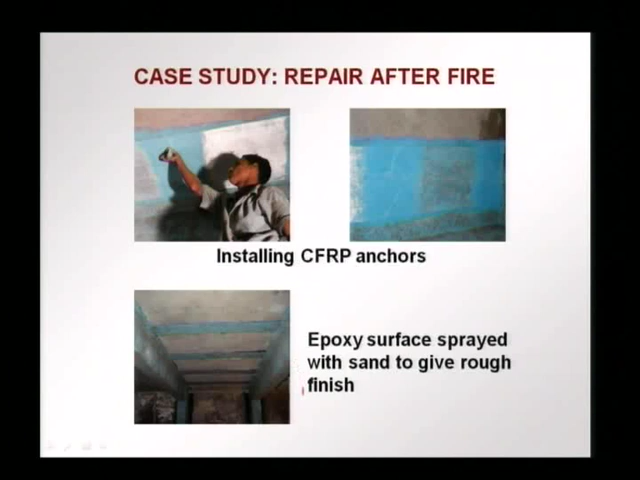 CASE STUDY: REPAIR AFTER FIRE
Installing CFRP anchors
Epoxy surface sprayed
with sand to give rough
finish